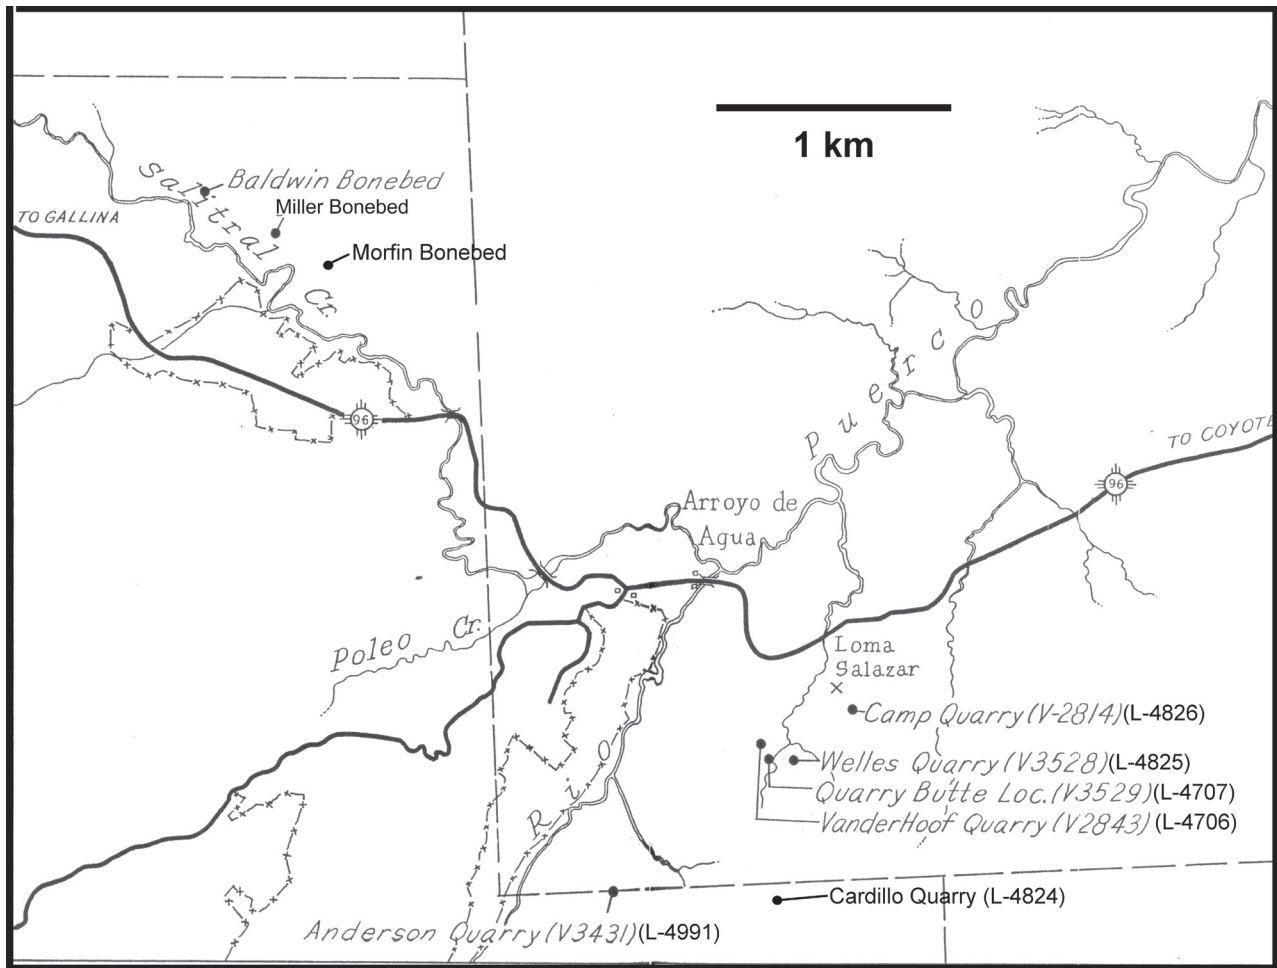 1 km
Baldwin Bonebed
Miller Bonebed
Salitral Cr.
TO GALLINA
Morfin Bonebed
Puerco
96
TO COYOTE
96
Arroyo de
Agua
Poleo Cr.
Loma
Salazar
Camp Quarry (V-2814)(L-4826)
Welles Quarry (V3528)(L-4825)
Quarry Butte Loc.(V3529)(L-4707)
VanderHoof Quarry (V2843) (L-4706)
Rio
Cardillo Quarry (L-4824)
Anderson Quarry (V3431)(L-4991)